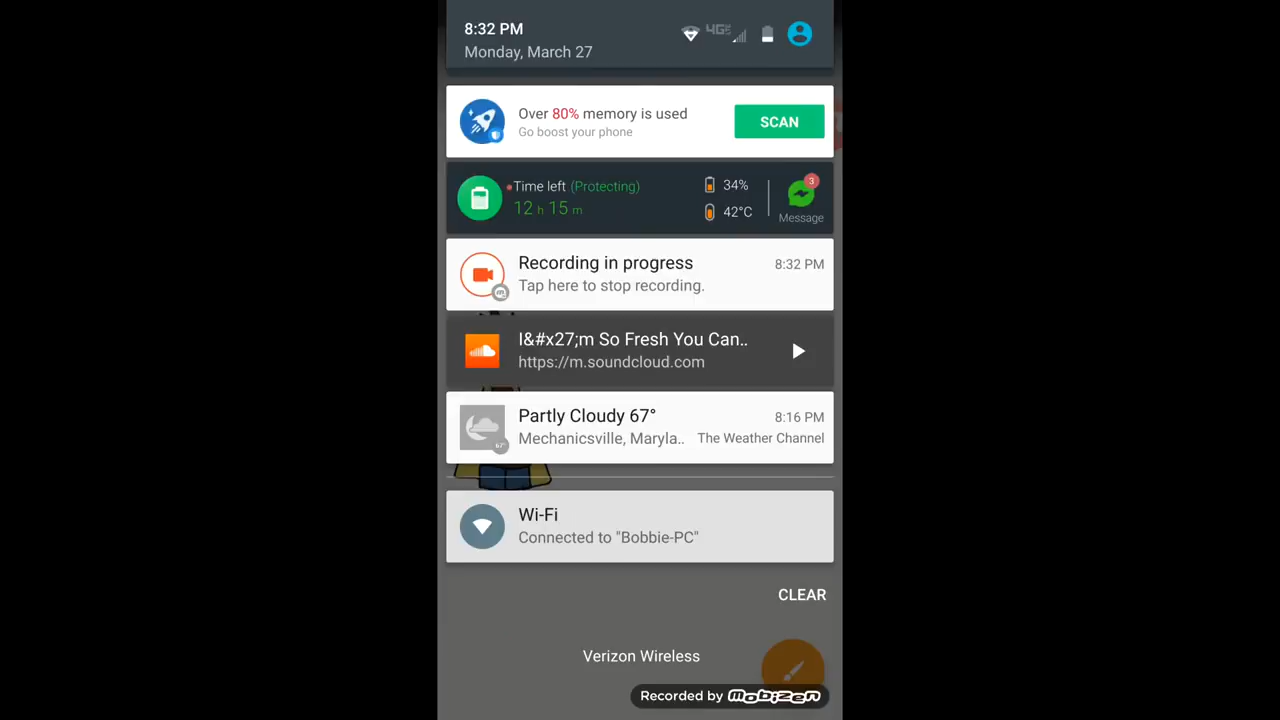 8:32 PM
4G
Monday, March 27
Over 80% memory is used
Go boost your phone
SCAN
Time left (Protecting)
12 h 15 m
34%
42°C
3
Message
Recording in progress
8:32 PM
Tap here to stop recording.
I&#x27;m So Fresh You Can..
https://m.soundcloud.com
Partly Cloudy 67°
8:16 PM
Mechanicsville, Maryla..
The Weather Channel
67°
Wi-Fi
Connected to "Bobbie-PC"
CLEAR
Verizon Wireless
Recorded by Mobizen